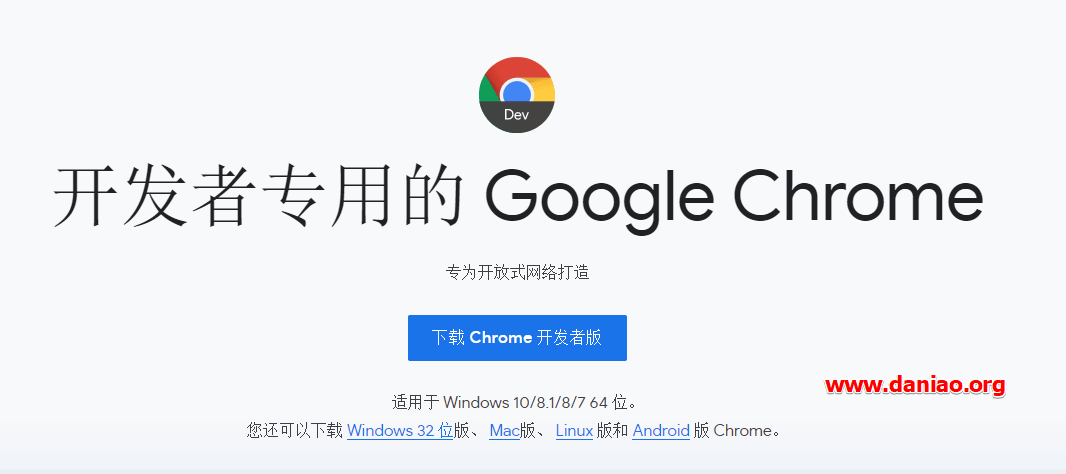 Dev
开发者专用的 Google Chrome
专为开放式网络打造
下载 Chrome 开发者版
www.daniao.org
适用于 Windows 10/8.1/8/7 64 位。
您还可以下载 Windows 32 位版、Mac版、Linux 版和 Android 版 Chrome。